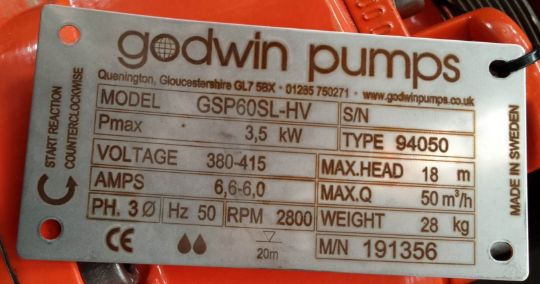 godwin pumps
Quenington, Gloucestershire GL7 5BX • 01285 750271 • www.godwinpumps.co.uk
MODEL GSP60SL-HV S/N
Pmax 3,5 kW TYPE 94050
VOLTAGE 380-415 MAX.HEAD 18 m
AMPS 6,6-6,0 MAX.Q 50 m³/h
PH. 3Ø Hz 50 RPM 2800 WEIGHT 28 kg
CE 20m M/N 191356
START REACTION
COUNTERCLOCKWISE
MADE IN SWEDEN